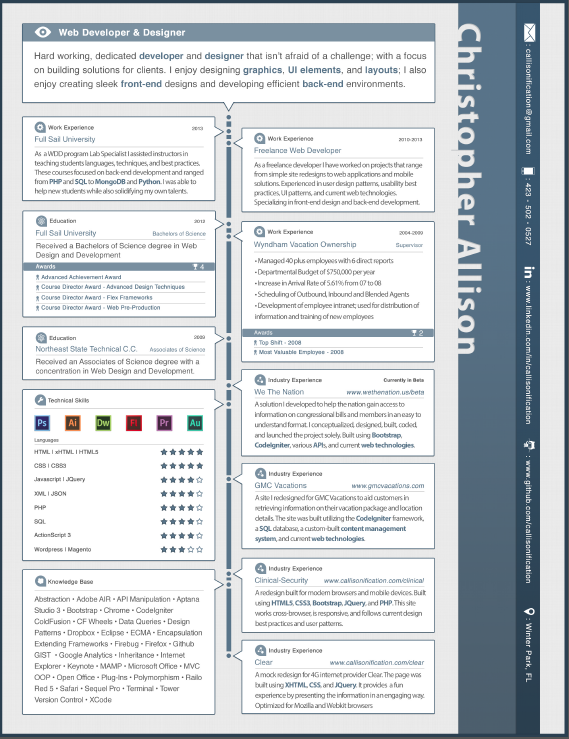 Web Developer & Designer
Hard working, dedicated developer and designer that isn't afraid of a challenge; with a focus
on building solutions for clients. I enjoy designing graphics, UI elements, and layouts; I also
enjoy creating sleek front-end designs and developing efficient back-end environments.
Work Experience 2013
Full Sail University
As a WDD program Lab Specialist I assisted instructors in
teaching students languages, techniques, and best practices.
These courses focused on back-end development and ranged
from PHP and SQL to MongoDB and Python. I was able to
help new students while also solidifying my own talents.
Education 2012
Full Sail University Bachelors of Science
Received a Bachelors of Science degree in Web
Design and Development
Awards 4
Advanced Achievement Award
Course Director Award - Advanced Design Techniques
Course Director Award - Flex Frameworks
Course Director Award - Web Pre-Production
Education 2009
Northeast State Technical C.C. Associates of Science
Received an Associates of Science degree with a
concentration in Web Design and Development.
Technical Skills
Ps Ai Dw Fl Pr Au
Languages
HTML I xHTML I HTML5
CSS I CSS3
Javascript I JQuery
XML I JSON
PHP
SQL
ActionScript 3
Wordpress I Magento
Knowledge Base
Abstraction • Adobe AIR • API Manipulation • Aptana
Studio 3 • Bootstrap • Chrome • CodeIgniter
ColdFusion • CF Wheels • Data Queries • Design
Patterns • Dropbox • Eclipse • ECMA • Encapsulation
Extending Frameworks • Firebug • Firefox • Github
GIST • Google Analytics • Inheritance • Internet
Explorer • Keynote • MAMP • Microsoft Office • MVC
OOP • Open Office • Plug-Ins • Polymorphism • Railo
Red 5 • Safari • Sequel Pro • Terminal • Tower
Version Control • XCode
Work Experience 2010-2013
Freelance Web Developer
As a freelance developer I have worked on projects that range
from simple site redesigns to web applications and mobile
solutions. Experienced in user design patterns, usability best
practices, UI patterns, and current web technologies.
Specializing in front-end design and back-end development.
Work Experience 2004-2009
Wyndham Vacation Ownership Supervisor
• Managed 40 plus employees with 6 direct reports
• Departmental Budget of $750,000 per year
• Increase in Arrival Rate of 5.61% from 07 to 08
• Scheduling of Outbound, Inbound and Blended Agents
• Development of employee intranet; used for distribution of
information and training of new employees
Awards 2
Top Shift - 2008
Most Valuable Employee - 2008
Industry Experience Currently in Beta
We The Nation www.wethenation.us/beta
A solution I developed to help the nation gain access to
information on congressional bills and members in an easy to
understand format. I conceptualized, designed, built, coded,
and launched the project solely. Built using Bootstrap,
CodeIgniter, various APIs, and current web technologies.
Industry Experience
GMC Vacations www.gmcvacations.com
A site I redesigned for GMC Vacations to aid customers in
retrieving information on their vacation package and location
details. The site was built utilizing the CodeIgniter framework,
a SQL database, a custom-built content management
system, and current web technologies.
Industry Experience
Clinical-Security www.callisonification.com/clinical
A redesign built for modern browsers and mobile devices. Built
using HTML5, CSS3, Bootstrap, JQuery, and PHP. This site
works cross-browser, is responsive, and follows current design
best practices and user patterns.
Industry Experience
Clear www.callisonification.com/clear
A mock redesign for 4G internet provider Clear. The page was
built using XHTML, CSS, and JQuery. It provides a fun
experience by presenting the information in an engaging way.
Optimized for Mozilla and Webkit browsers
Christopher Allison
: callisonification@gmail.com
: 423 - 502 - 0527
: www.linkedin.com/in/callisonification
: www.github.com/callisonification
: Winter Park, FL